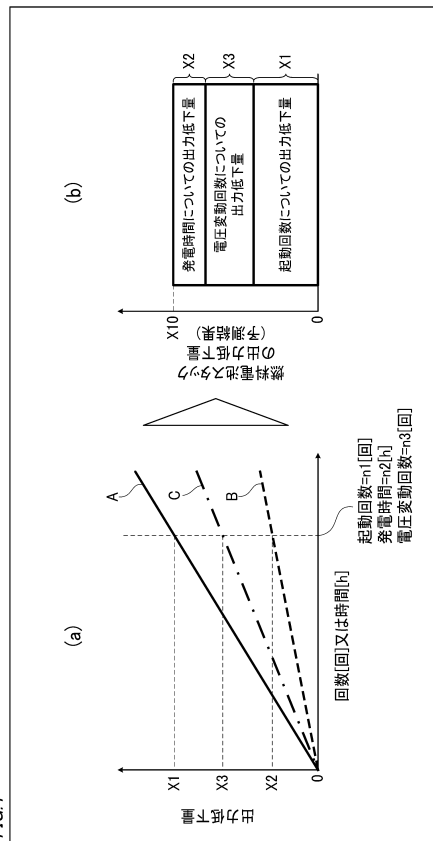 (a)
出力低下量
X1
X3
X2
0
A
C
B
回数[回]又は時間[h]
起動回数=n1[回]
発電時間=n2[h]
電圧変動回数=n3[回]
(b)
燃料電池スタック
の出力低下量
(予測結果)
X10
0
発電時間についての出力低下量
電圧変動回数についての
出力低下量
起動回数についての出力低下量
X2
X3
X1